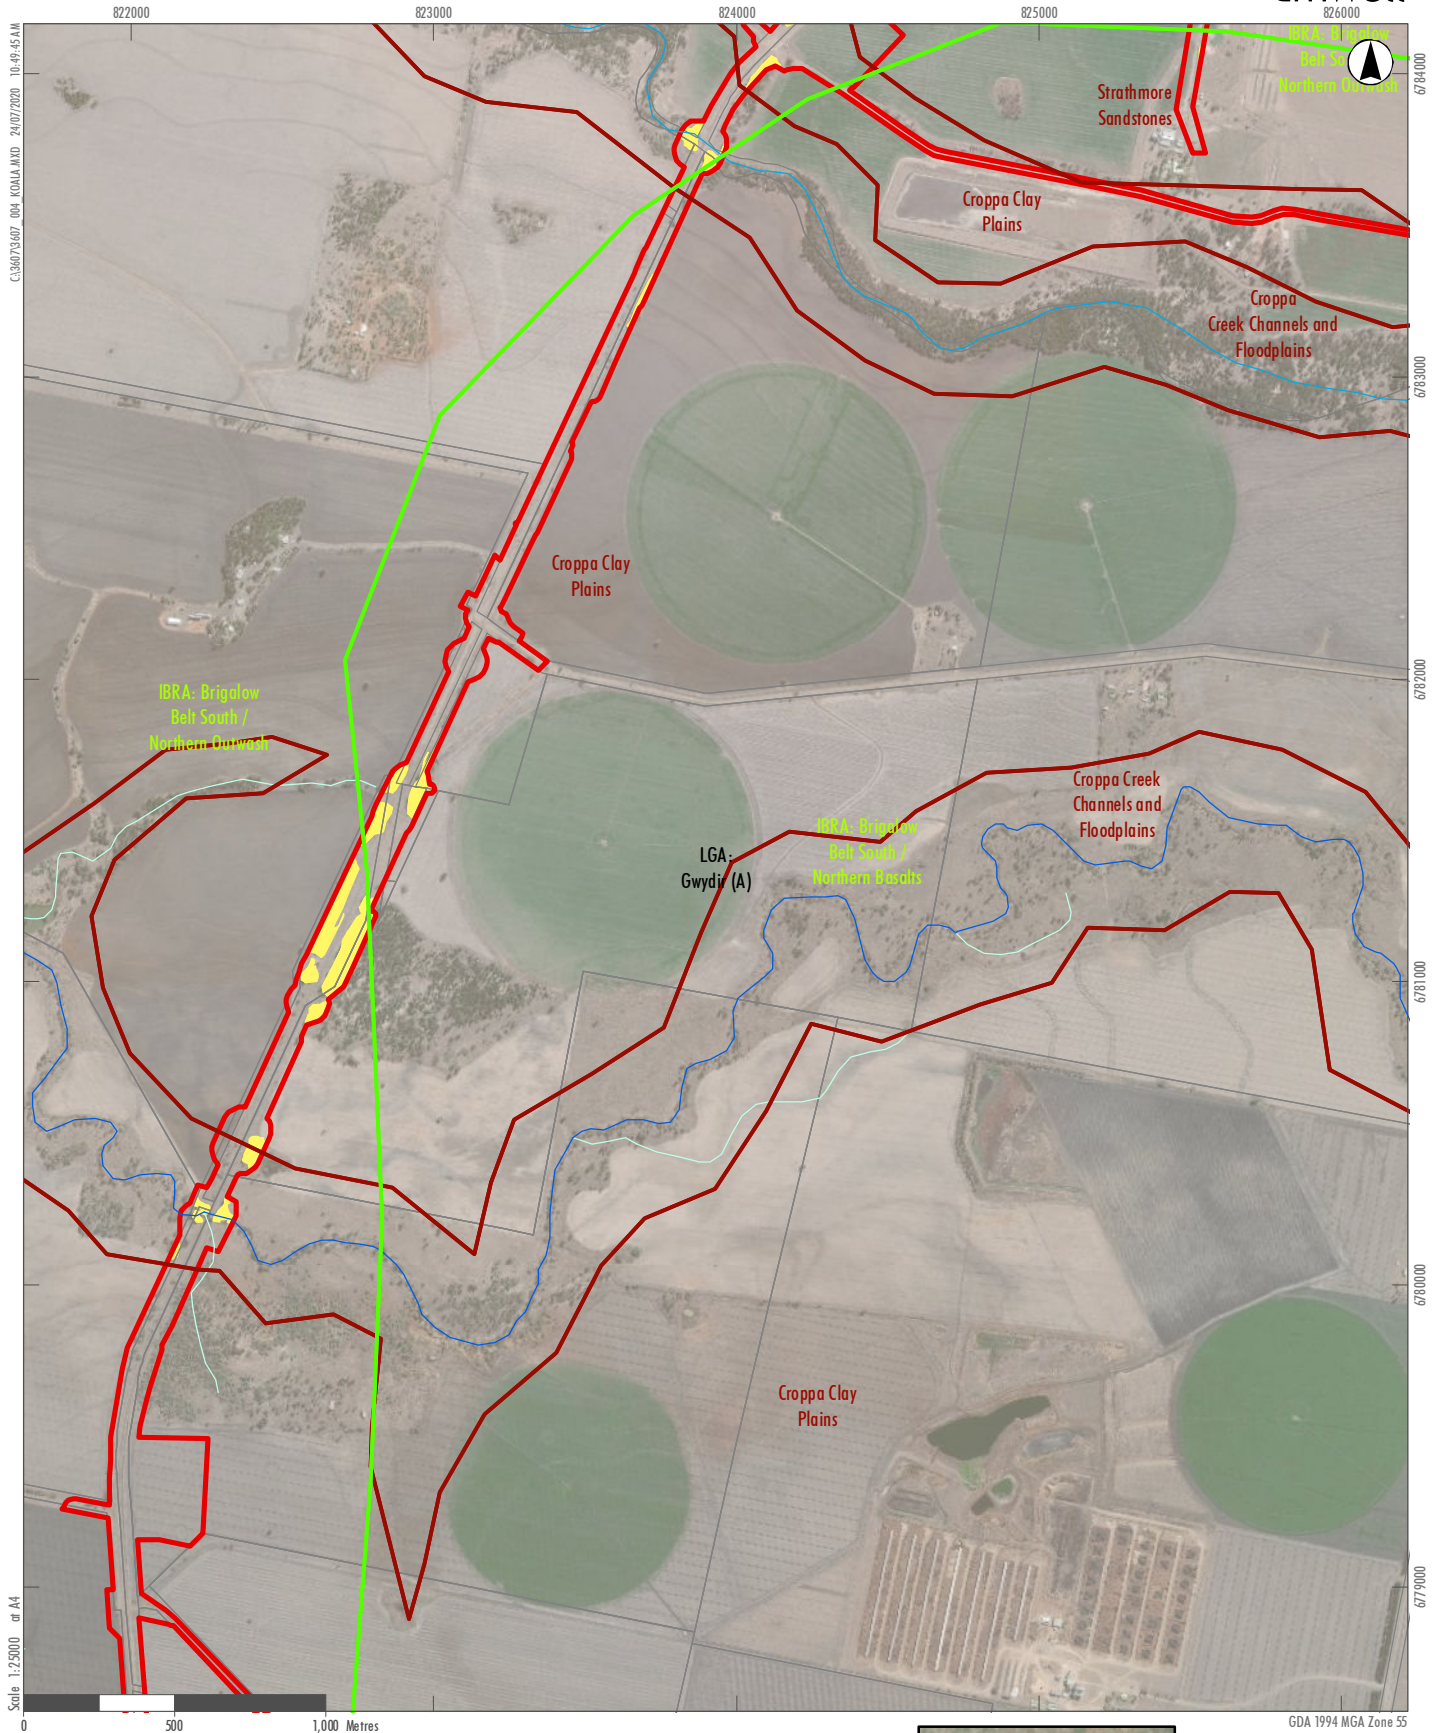 822000
823000
824000
825000
826000
C:\3607\3607_004_KOALA.MXD 24/07/2020 10:49:45 AM
IBRA: Brigalow
Northern Outwash
6784000
Strathmore
Sandstones
Croppa Clay
Plains
Croppa
Creek Channels and
Floodplains
6783000
Croppa Clay
Plains
6782000
IBRA: Brigalow
Belt South /
Northern Outwash
Croppa Creek
Channels and
Floodplains
IBRA: Brigalow
Belt South /
Northern Basalts
LGA:
Gwydir (A)
6781000
6780000
Croppa Clay
Plains
6779000
Scale 1:25000 at A4
0 500 1,000 Metres
GDA 1994 MGA Zone 55